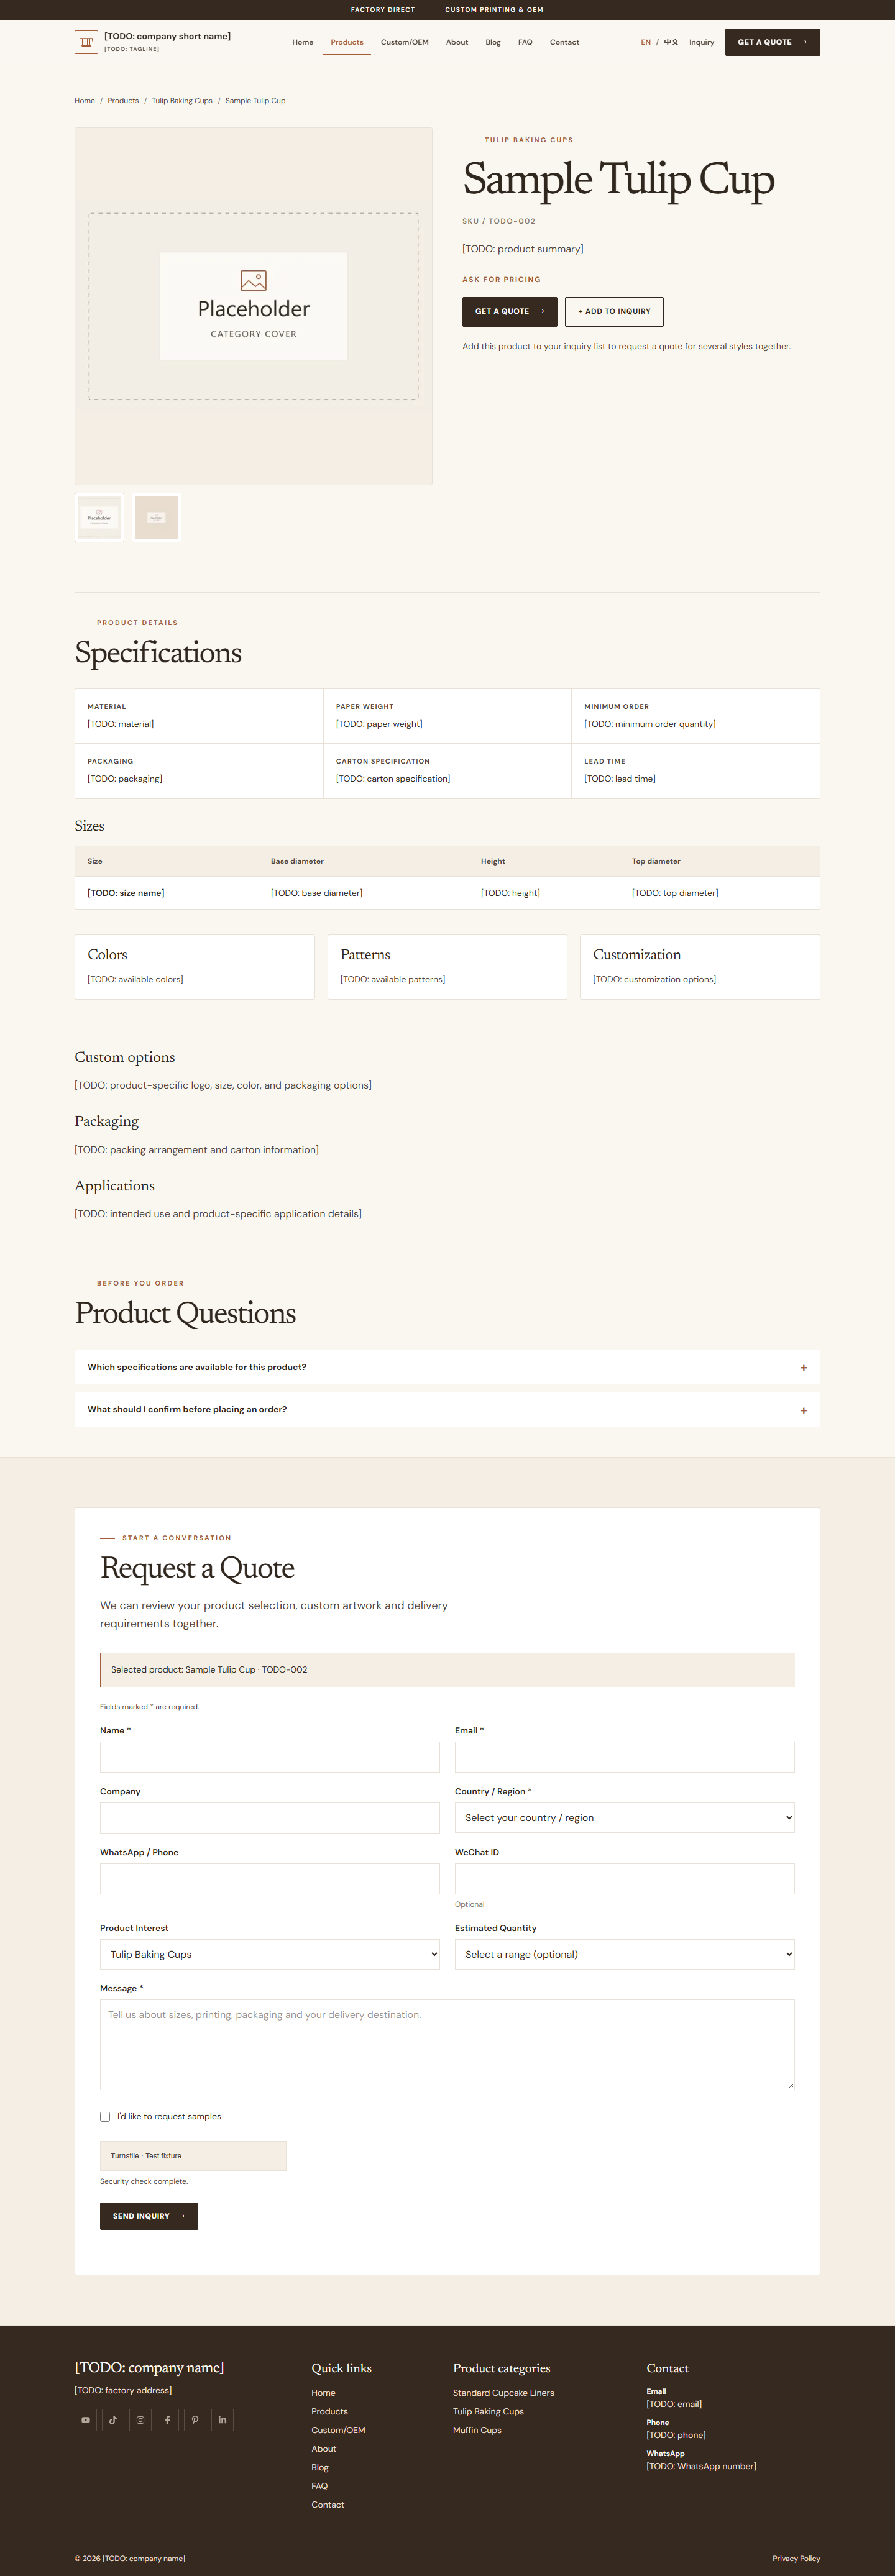 FACTORY DIRECT
CUSTOM PRINTING & OEM
[TODO: company short name]
[TODO: TAGLINE]
Home
Products
Custom/OEM
About
Blog
FAQ
Contact
EN / 中文
Inquiry
GET A QUOTE →
Home / Products / Tulip Baking Cups / Sample Tulip Cup
Placeholder
CATEGORY COVER
TULIP BAKING CUPS
Sample Tulip Cup
SKU / TODO-002
[TODO: product summary]
ASK FOR PRICING
GET A QUOTE →
+ ADD TO INQUIRY
Add this product to your inquiry list to request a quote for several styles together.
Placeholder
PRODUCT DETAILS
Specifications
MATERIAL
[TODO: material]
PAPER WEIGHT
[TODO: paper weight]
MINIMUM ORDER
[TODO: minimum order quantity]
PACKAGING
[TODO: packaging]
CARTON SPECIFICATION
[TODO: carton specification]
LEAD TIME
[TODO: lead time]
Sizes
Size
Base diameter
Height
Top diameter
[TODO: size name]
[TODO: base diameter]
[TODO: height]
[TODO: top diameter]
Colors
[TODO: available colors]
Patterns
[TODO: available patterns]
Customization
[TODO: customization options]
Custom options
[TODO: product-specific logo, size, color, and packaging options]
Packaging
[TODO: packing arrangement and carton information]
Applications
[TODO: intended use and product-specific application details]
BEFORE YOU ORDER
Product Questions
Which specifications are available for this product? +
What should I confirm before placing an order? +
START A CONVERSATION
Request a Quote
We can review your product selection, custom artwork and delivery
requirements together.
Selected product: Sample Tulip Cup · TODO-002
Fields marked * are required.
Name *
Email *
Company
Country / Region *
Select your country / region
WhatsApp / Phone
WeChat ID
Optional
Product Interest
Tulip Baking Cups
Estimated Quantity
Select a range (optional)
Message *
Tell us about sizes, printing, packaging and your delivery destination.
I'd like to request samples
Turnstile · Test fixture
Security check complete.
SEND INQUIRY →
[TODO: company name]
[TODO: factory address]
Quick links
Home
Products
Custom/OEM
About
Blog
FAQ
Contact
Product categories
Standard Cupcake Liners
Tulip Baking Cups
Muffin Cups
Contact
Email
[TODO: email]
Phone
[TODO: phone]
WhatsApp
[TODO: WhatsApp number]
© 2026 [TODO: company name]
Privacy Policy